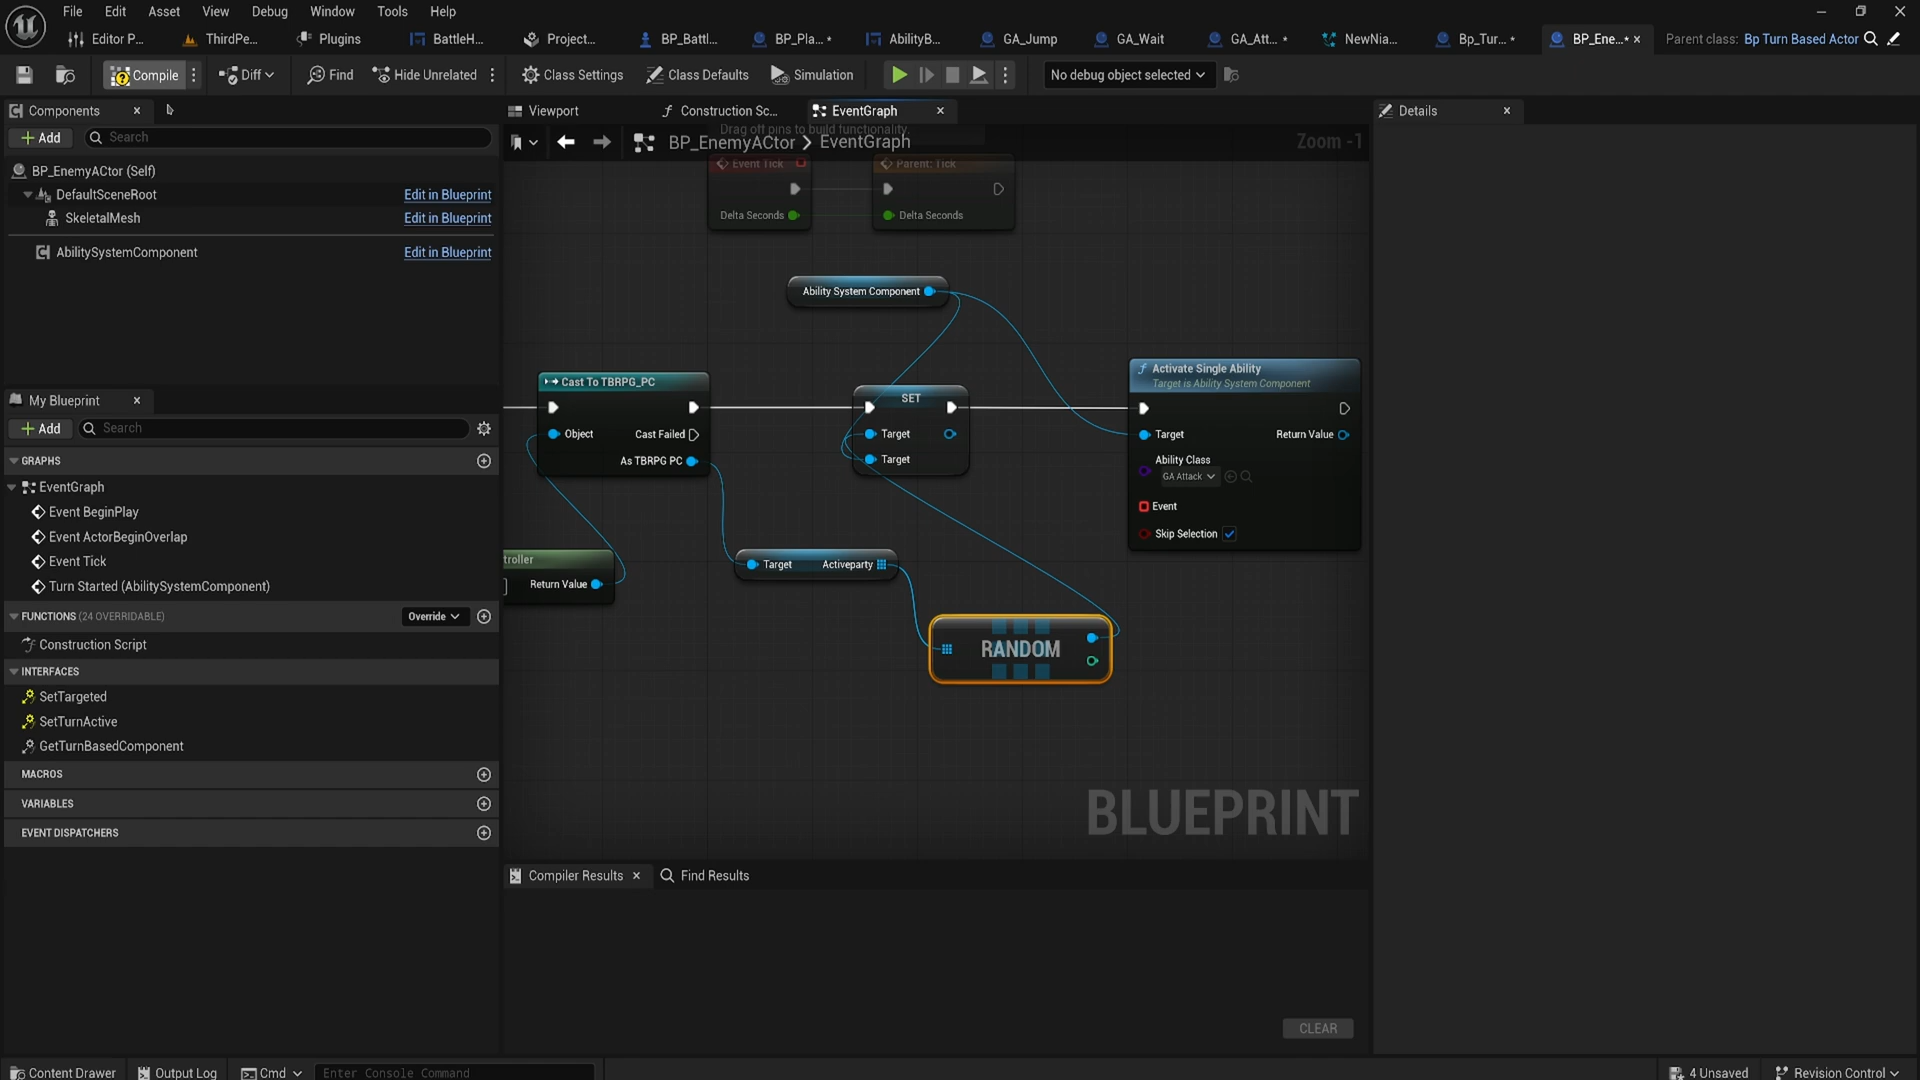 File Edit Asset View Debug Window Tools Help
Editor P... ThirdPe... Plugins BattleH... Project... BP_Battl... BP_Pla...* AbilityB... GA_Jump GA_Wait GA_Att...* NewNia... Bp_Tur...* BP_Ene...* Parent class: Bp Turn Based Actor
Compile Diff Find Hide Unrelated Class Settings Class Defaults Simulation No debug object selected
Components Viewport Construction Sc... EventGraph Details
Add Search
Drag off pins to build functionality.
BP_EnemyACtor > EventGraph Zoom -1
BP_EnemyACtor (Self)
DefaultSceneRoot Edit in Blueprint
SkeletalMesh Edit in Blueprint
AbilitySystemComponent Edit in Blueprint
Event Tick
Delta Seconds
Parent: Tick
Delta Seconds
Ability System Component
Cast To TBRPG_PC
Object Cast Failed
As TBRPG PC
SET
Target
Target
Activate Single Ability
Target is Ability System Component
Target Return Value
Ability Class
GA Attack
Event
Skip Selection
troller
Return Value
Target Activeparty
RANDOM
BLUEPRINT
My Blueprint
Add Search
GRAPHS
EventGraph
Event BeginPlay
Event ActorBeginOverlap
Event Tick
Turn Started (AbilitySystemComponent)
FUNCTIONS (24 OVERRIDABLE) Override
Construction Script
INTERFACES
SetTargeted
SetTurnActive
GetTurnBasedComponent
MACROS
VARIABLES
EVENT DISPATCHERS
Compiler Results Find Results
CLEAR
Content Drawer Output Log Cmd Enter Console Command 4 Unsaved Revision Control